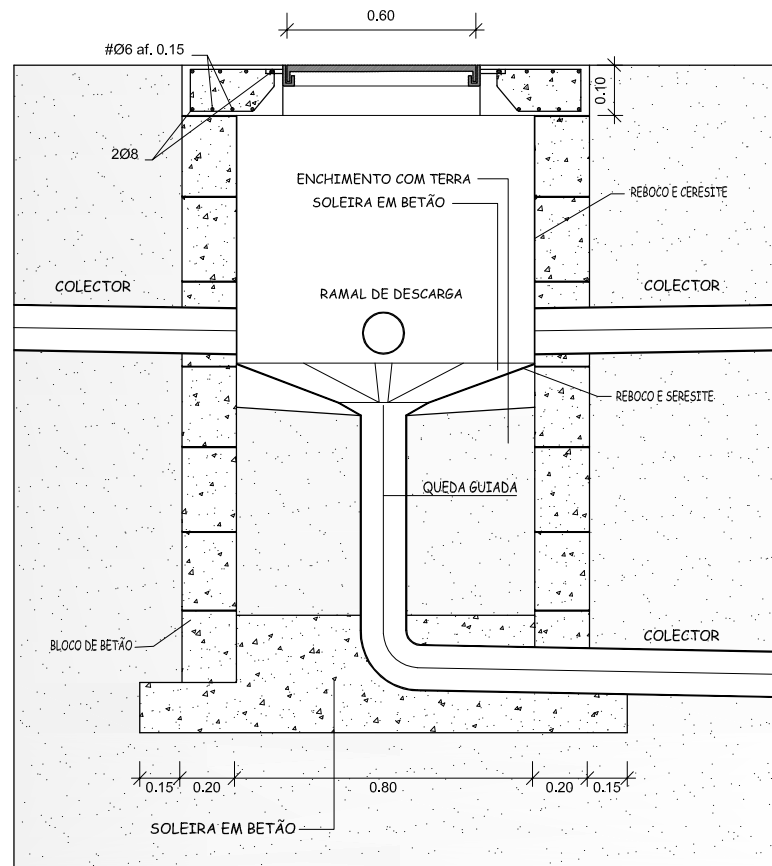 0.60
#Ø6 af. 0.15
0.10
2Ø8
ENCHIMENTO COM TERRA
SOLEIRA EM BETÃO
REBOCO E CERESITE
COLECTOR
RAMAL DE DESCARGA
COLECTOR
REBOCO E SERESITE
QUEDA GUIADA
BLOCO DE BETÃO
COLECTOR
0.15
0.20
0.80
0.20
0.15
SOLEIRA EM BETÃO